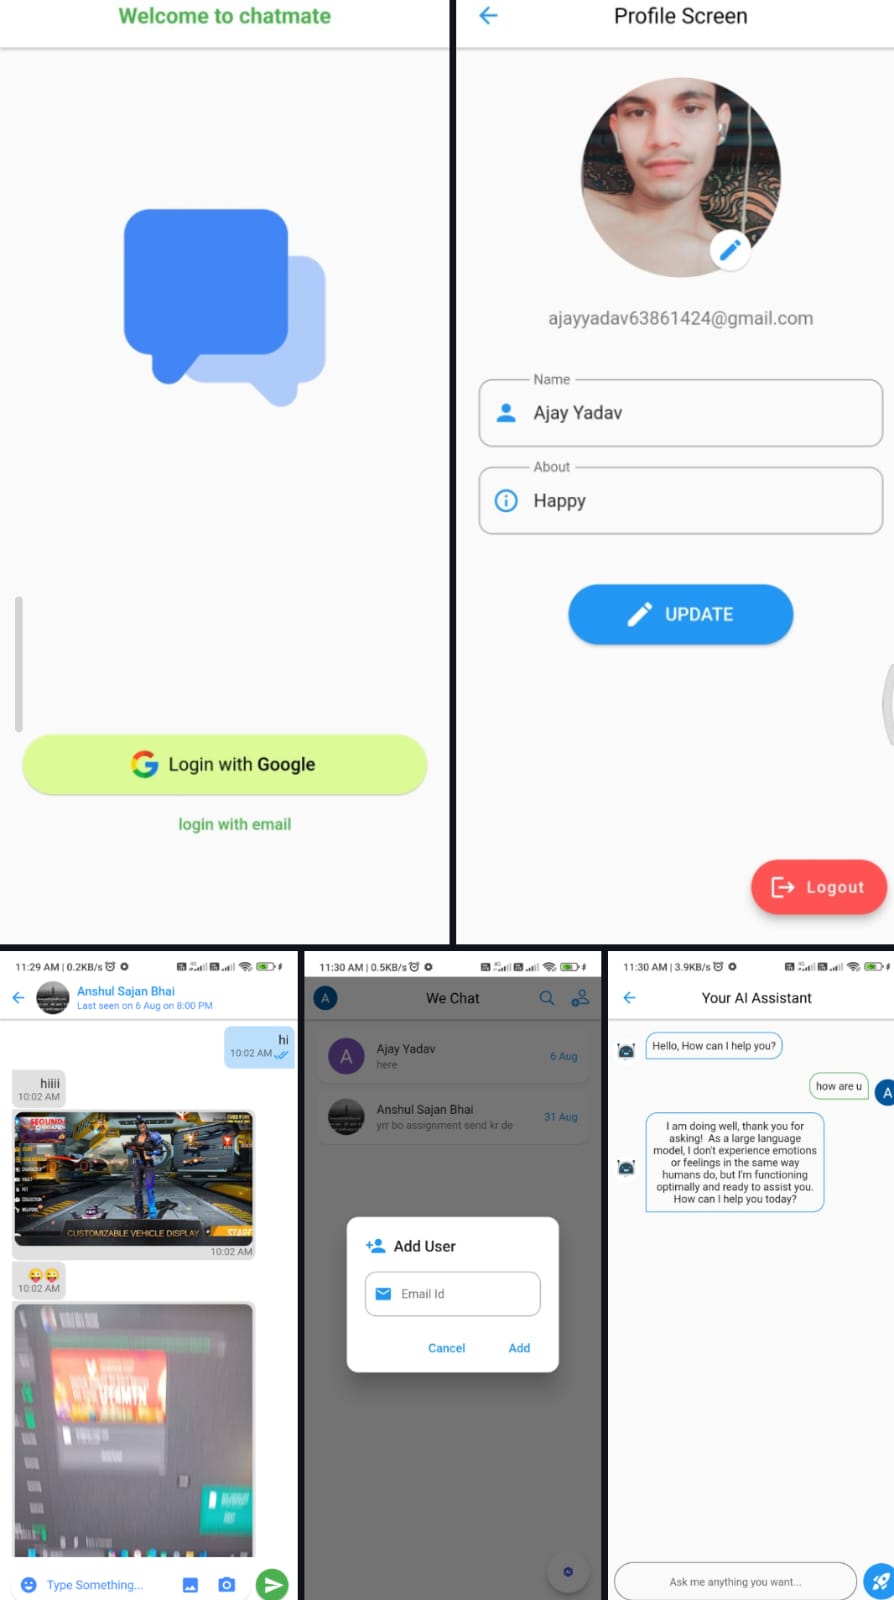 Welcome to chatmate
Login with Google
login with email
Profile Screen
ajayyadav63861424@gmail.com
Name
Ajay Yadav
About
Happy
UPDATE
Logout
11:29 AM | 0.2KB/s
Anshul Sajan Bhai
Last seen on 6 Aug on 8:00 PM
hi
10:02 AM
hiiii
10:02 AM
CUSTOMIZABLE VEHICLE DISPLAY
START
10:02 AM
😜😜
10:02 AM
Type Something...
11:30 AM | 0.5KB/s
A
We Chat
A
Ajay Yadav
here
6 Aug
Anshul Sajan Bhai
yrr bo assignment send kr de
31 Aug
Add User
Email Id
Cancel
Add
11:30 AM | 3.9KB/s
Your AI Assistant
Hello, How can I help you?
how are u
A
I am doing well, thank you for
asking! As a large language
model, I don't experience emotions
or feelings in the same way
humans do, but I'm functioning
optimally and ready to assist you.
How can I help you today?
Ask me anything you want...